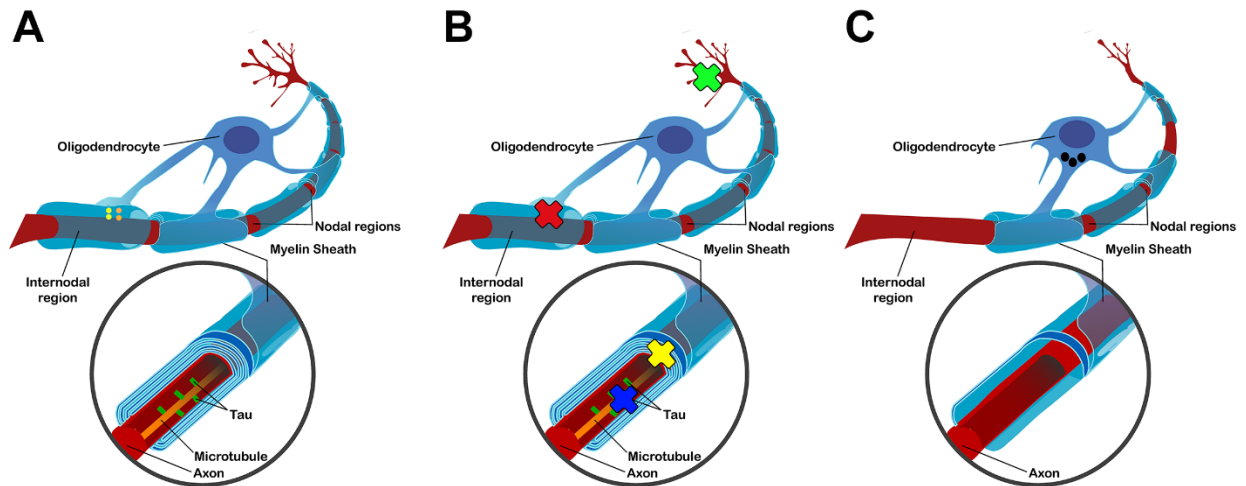 A
Oligodendrocyte
Nodal regions
Myelin Sheath
Internodal
region
Tau
Microtubule
Axon
B
Oligodendrocyte
Nodal regions
Myelin Sheath
Internodal
region
Tau
Microtubule
Axon
C
Oligodendrocyte
Nodal regions
Myelin Sheath
Internodal
region
Axon